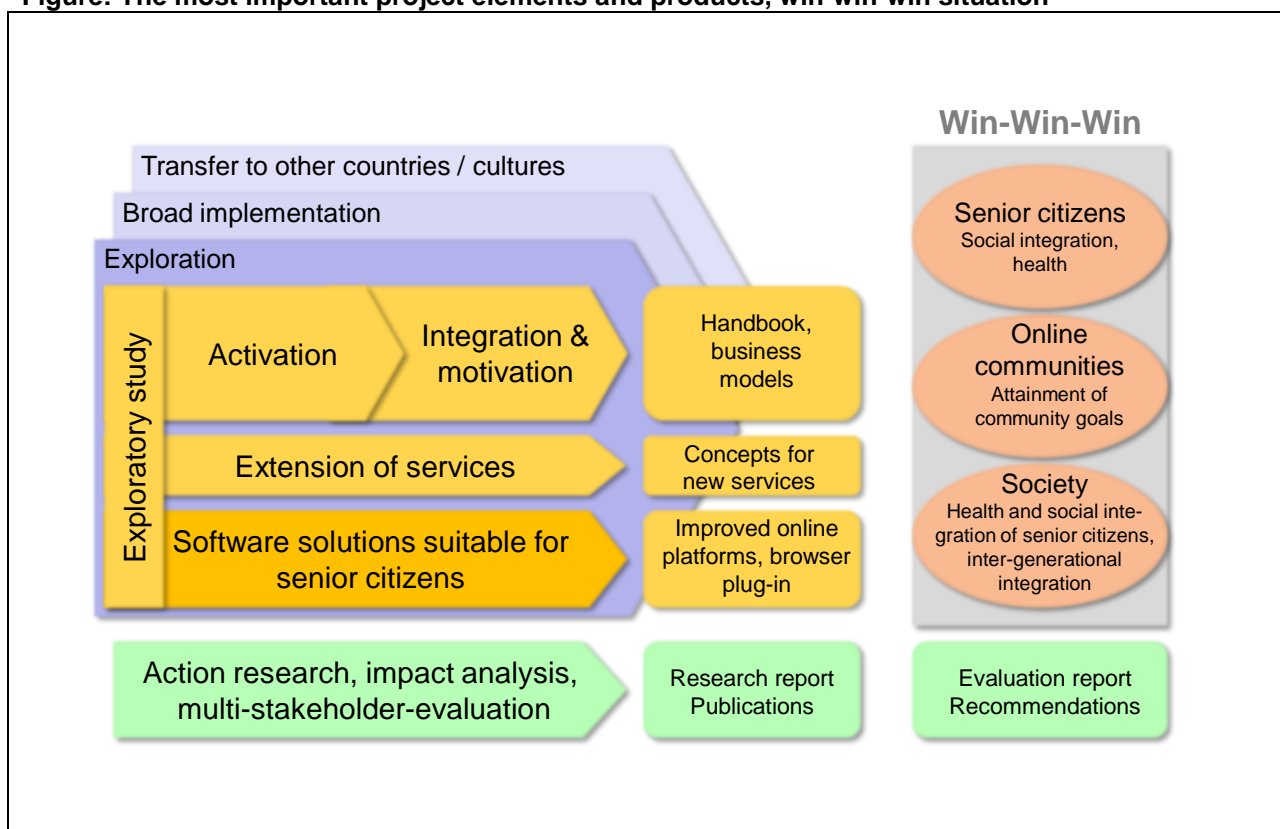 Figure: The most important project elements and products, win-win-win situation
Win-Win-Win
Transfer to other countries / cultures
Broad implementation
Exploration
Exploratory study
Activation
Integration &
motivation
Handbook,
business
models
Extension of services
Concepts for
new services
Software solutions suitable for
senior citizens
Improved online
platforms, browser
plug-in
Senior citizens
Social integration,
health
Online
communities
Attainment of
community goals
Society
Health and social inte-
gration of senior citizens,
inter-generational
integration
Action research, impact analysis,
multi-stakeholder-evaluation
Research report
Publications
Evaluation report
Recommendations